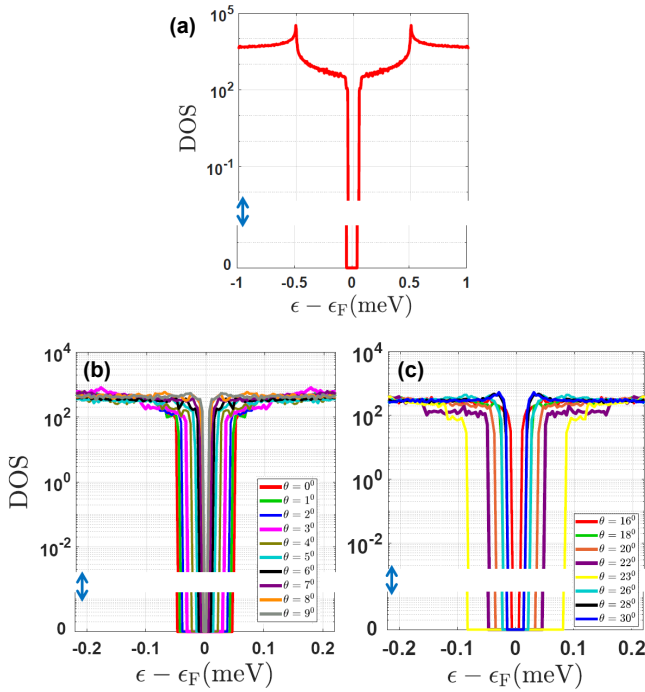 (a)
10^5
10^2
10^-1
0
DOS
-1 -0.5 0 0.5 1
ϵ − ϵ_F(meV)
(b)
10^4
10^2
10^0
10^-2
0
DOS
θ = 0^0
θ = 1^0
θ = 2^0
θ = 3^0
θ = 4^0
θ = 5^0
θ = 6^0
θ = 7^0
θ = 8^0
θ = 9^0
-0.2 -0.1 0 0.1 0.2
ϵ − ϵ_F(meV)
(c)
10^4
10^2
10^0
10^-2
0
θ = 16^0
θ = 18^0
θ = 20^0
θ = 22^0
θ = 23^0
θ = 26^0
θ = 28^0
θ = 30^0
-0.2 -0.1 0 0.1 0.2
ϵ − ϵ_F(meV)